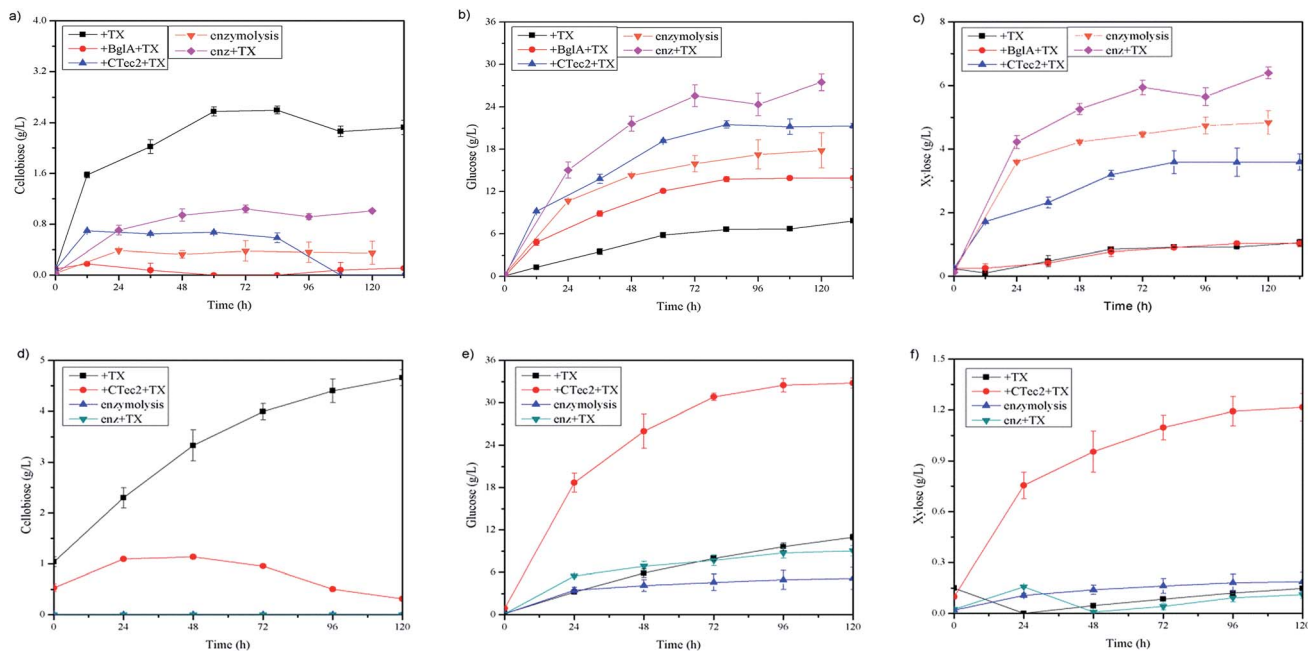 a)
4.0
3.2
2.4
1.6
0.8
0.0
Cellobiose (g/L)
+TX
+BglA+TX
+CTec2+TX
enzymolysis
enz+TX
0 24 48 72 96 120
Time (h)
b)
36
30
24
18
12
6
0
Glucose (g/L)
+TX
+BglA+TX
+CTec2+TX
enzymolysis
enz+TX
0 24 48 72 96 120
Time (h)
c)
8
6
4
2
0
Xylose (g/L)
+TX
+BglA+TX
+CTec2+TX
enzymolysis
enz+TX
0 24 48 72 96 120
Time (h)
d)
5
4
3
2
1
0
Cellobiose (g/L)
+TX
+CTec2+TX
enzymolysis
enz+TX
0 24 48 72 96 120
Time (h)
e)
36
30
24
18
12
6
0
Glucose (g/L)
+TX
+CTec2+TX
enzymolysis
enz+TX
0 24 48 72 96 120
Time (h)
f)
1.5
1.2
0.9
0.6
0.3
0.0
Xylose (g/L)
+TX
+CTec2+TX
enzymolysis
enz+TX
0 24 48 72 96 120
Time (h)